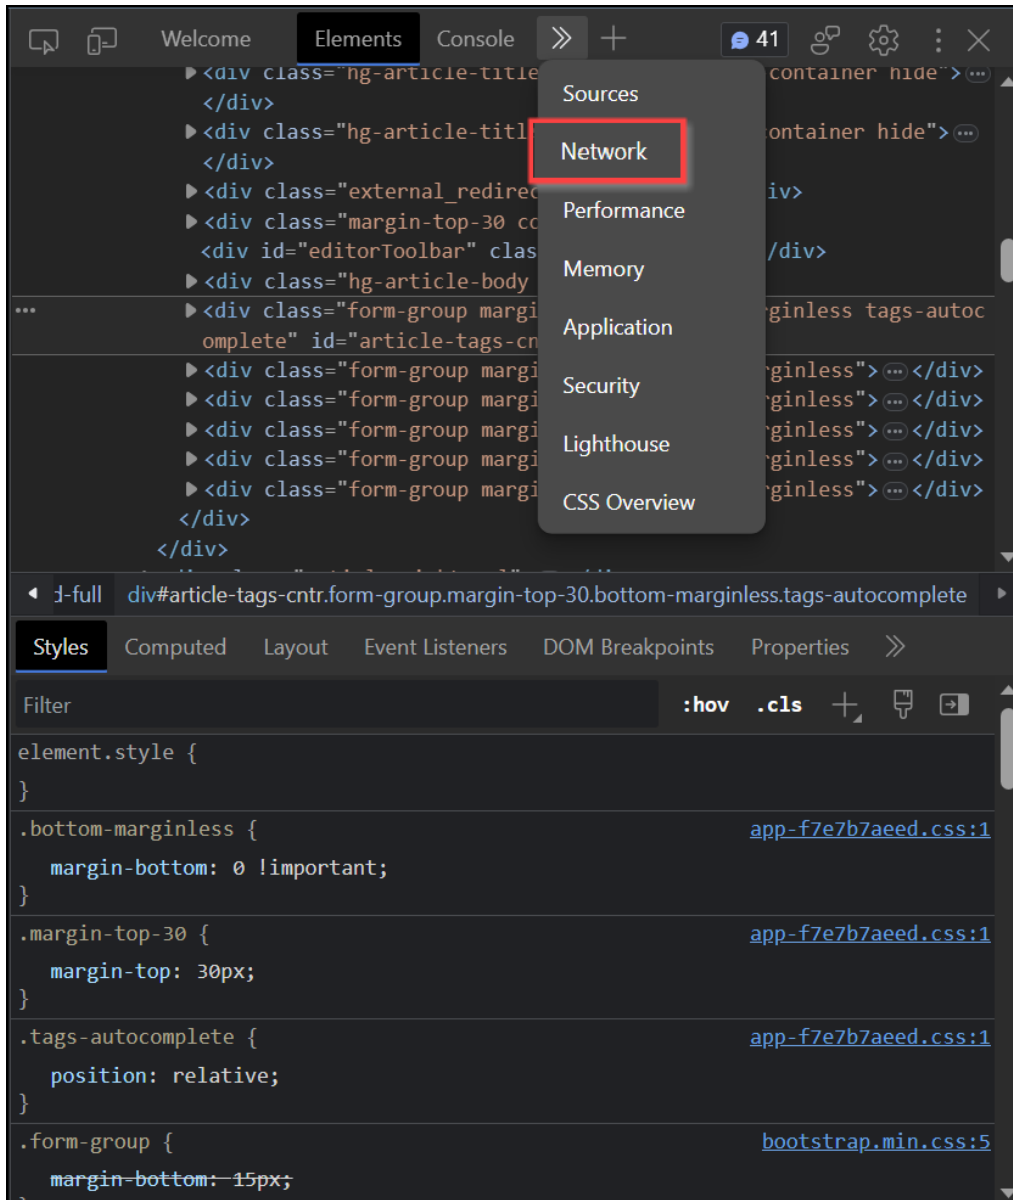 Welcome Elements Console 41
<div class="hg-article-title container hide">
Sources
</div>
<div class="hg-articl ontainer hide">
Network
</div>
<div class="external_redirec iv>
Performance
<div class="margin-top-30 co
<div id="editorToolbar" clas /div>
Memory
<div class="hg-article-body
<div class="form-group margi rginless tags-autoc
Application
omplete" id="article-tags-cn
<div class="form-group margi ginless"></div>
Security
<div class="form-group margi ginless"></div>
<div class="form-group margi ginless"></div>
Lighthouse
<div class="form-group margi ginless"></div>
<div class="form-group margi ginless"></div>
CSS Overview
</div>
</div>
d-full div#article-tags-cntr.form-group.margin-top-30.bottom-marginless.tags-autocomplete
Styles Computed Layout Event Listeners DOM Breakpoints Properties
Filter :hov .cls
element.style {
}
.bottom-marginless { app-f7e7b7aeed.css:1
margin-bottom: 0 !important;
}
.margin-top-30 { app-f7e7b7aeed.css:1
margin-top: 30px;
}
.tags-autocomplete { app-f7e7b7aeed.css:1
position: relative;
}
.form-group { bootstrap.min.css:5
margin-bottom: 15px;